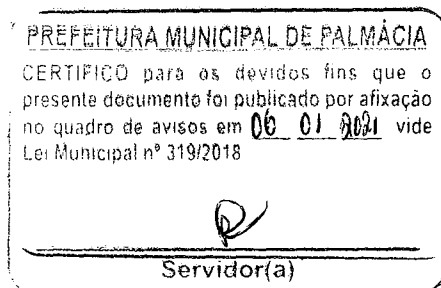 PREFEITURA MUNICIPAL DE PALMÁCIA
CERTIFICO para os devidos fins que o
presente documento foi publicado por afixação
no quadro de avisos em 06 01 2021 vide
Lei Municipal nº 319/2018
Servidor(a)